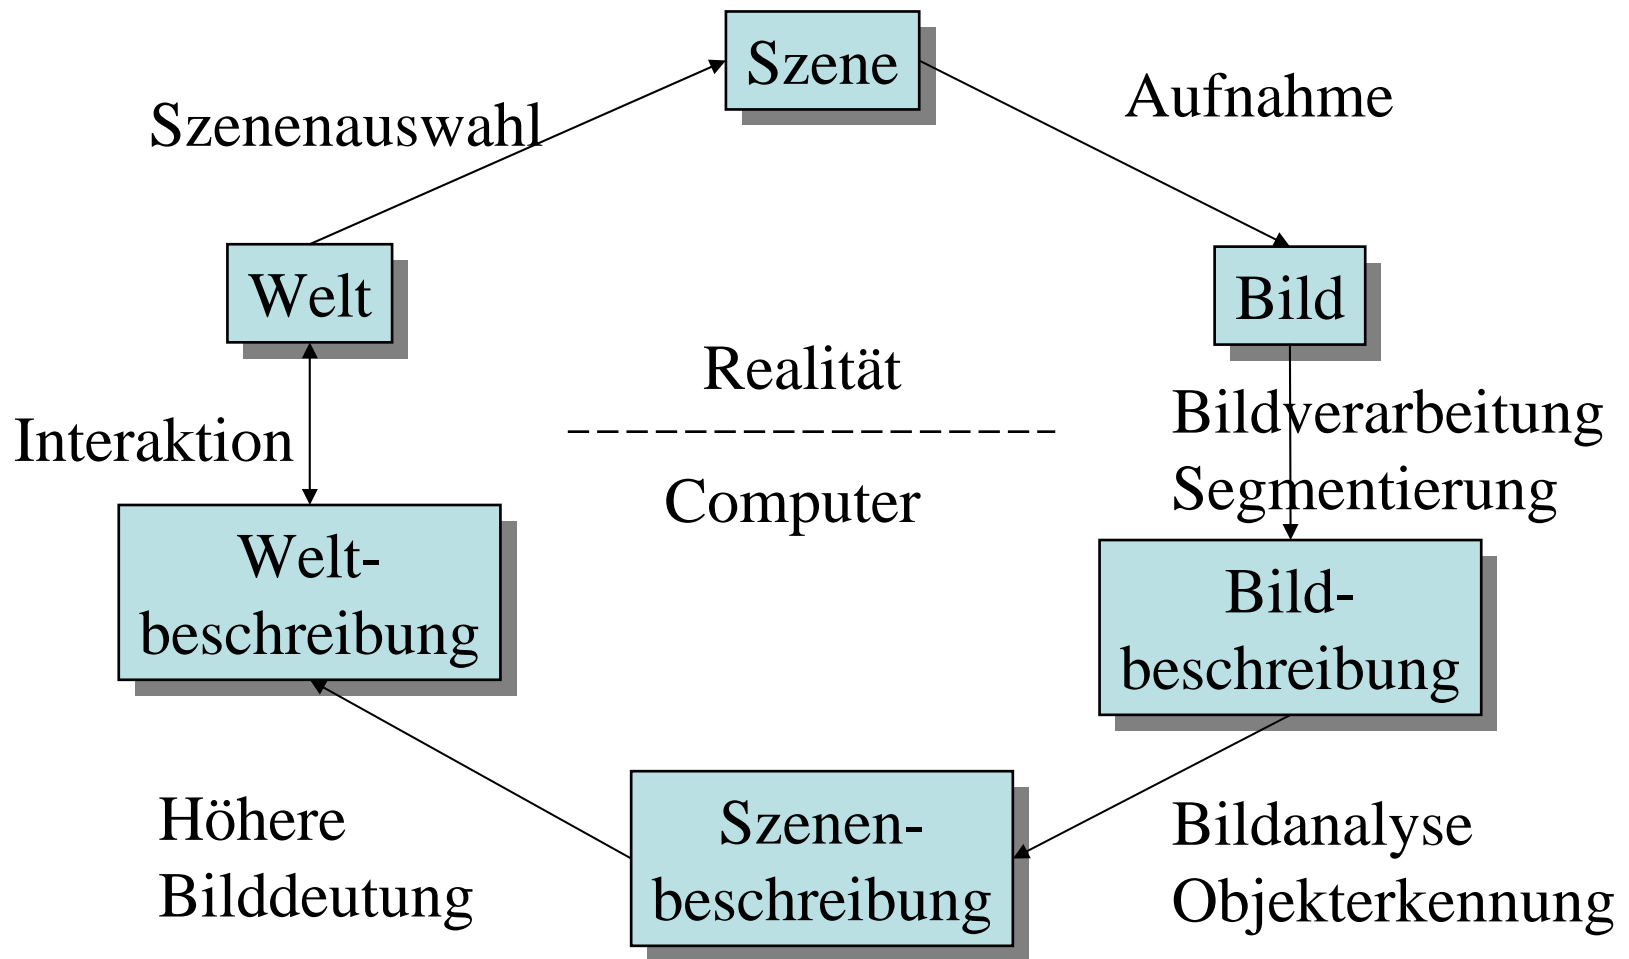 Szene
Aufnahme
Szenenauswahl
Welt
Bild
Realität
Bildverarbeitung
Segmentierung
Interaktion
Computer
Welt-
beschreibung
Bild-
beschreibung
Szenen-
beschreibung
Höhere
Bilddeutung
Bildanalyse
Objekterkennung